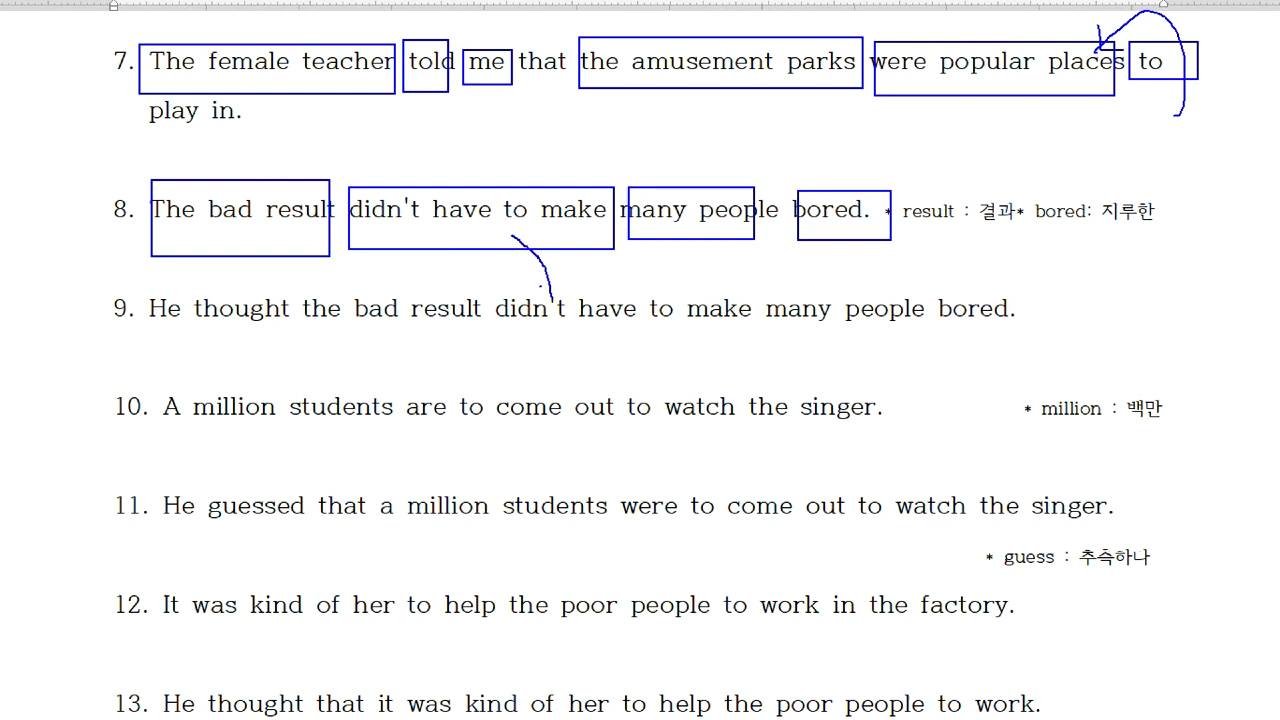 7. The female teacher told me that the amusement parks were popular places to
play in.
8. The bad result didn't have to make many people bored. * result : 결과* bored: 지루한
9. He thought the bad result didn't have to make many people bored.
10. A million students are to come out to watch the singer. * million : 백만
11. He guessed that a million students were to come out to watch the singer.
* guess : 추측하나
12. It was kind of her to help the poor people to work in the factory.
13. He thought that it was kind of her to help the poor people to work.